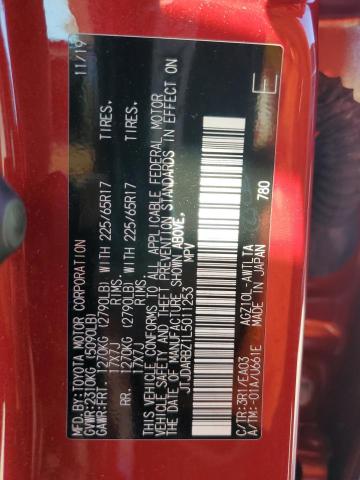 MFD. BY:TOYOTA MOTOR CORPORATION 11/19
GVWR:2310KG (5090LB)
GAWR:FRT. 1270KG (2790LB) WITH 225/65R17 TIRES.
17X7J RIMS.
RR. 1270KG (2790LB) WITH 225/65R17 TIRES.
17X7J RIMS.
THIS VEHICLE CONFORMS TO ALL APPLICABLE FEDERAL MOTOR
VEHICLE SAFETY AND THEFT PREVENTION STANDARDS IN EFFECT ON
THE DATE OF MANUFACTURE SHOWN ABOVE.
JTJDARBZ1L5011253 MPV
780
C/TR:3R1/EA03 AGZ10L-AWTLTA
A/TM:-01A/U661E MADE IN JAPAN
E